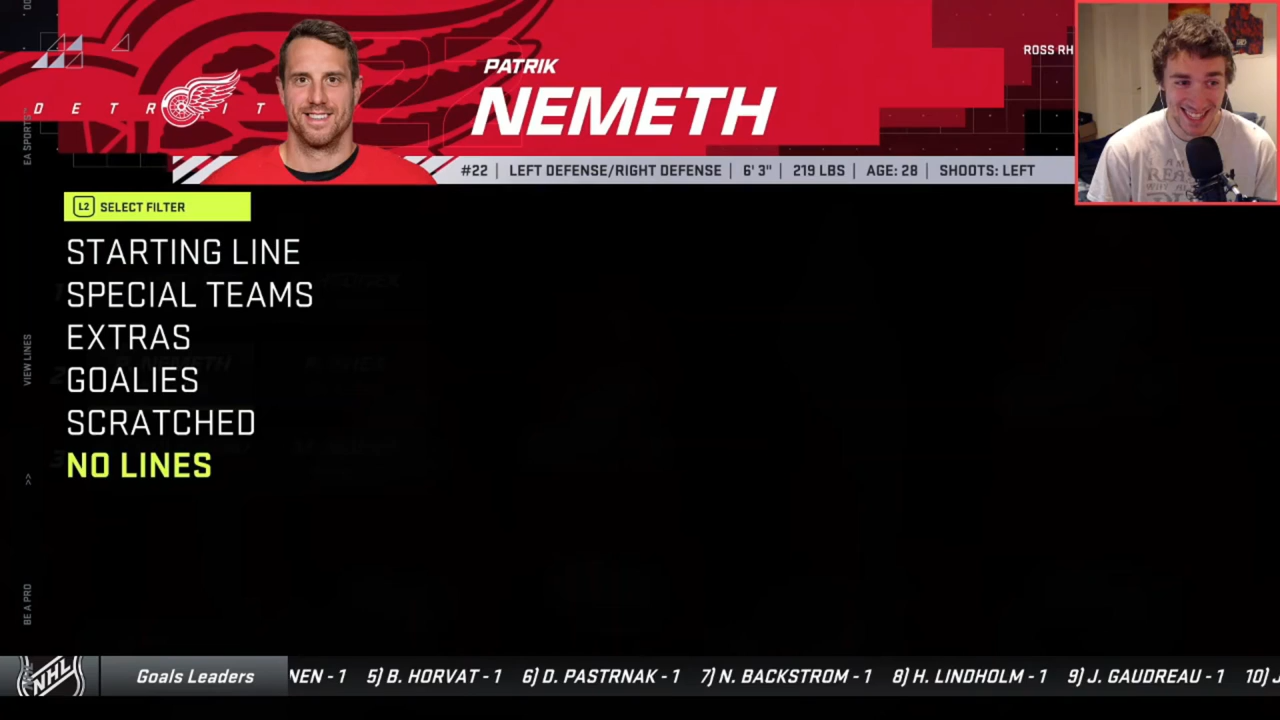 PATRIK
NEMETH
DETROIT
ROSS RH
#22 | LEFT DEFENSE/RIGHT DEFENSE | 6' 3" | 219 LBS | AGE: 28 | SHOOTS: LEFT
EA SPORTS
L2 SELECT FILTER
STARTING LINE
SPECIAL TEAMS
EXTRAS
GOALIES
SCRATCHED
NO LINES
VIEW LINES
>>
BE A PRO
NHL
Goals Leaders
NEN - 1 5) B. HORVAT - 1 6) D. PASTRNAK - 1 7) N. BACKSTROM - 1 8) H. LINDHOLM - 1 9) J. GAUDREAU - 1 10) J